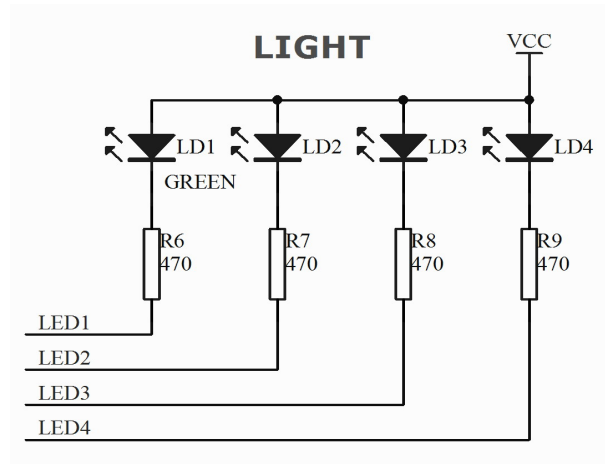 LIGHT
VCC
LD1
LD2
LD3
LD4
GREEN
R6
470
R7
470
R8
470
R9
470
LED1
LED2
LED3
LED4